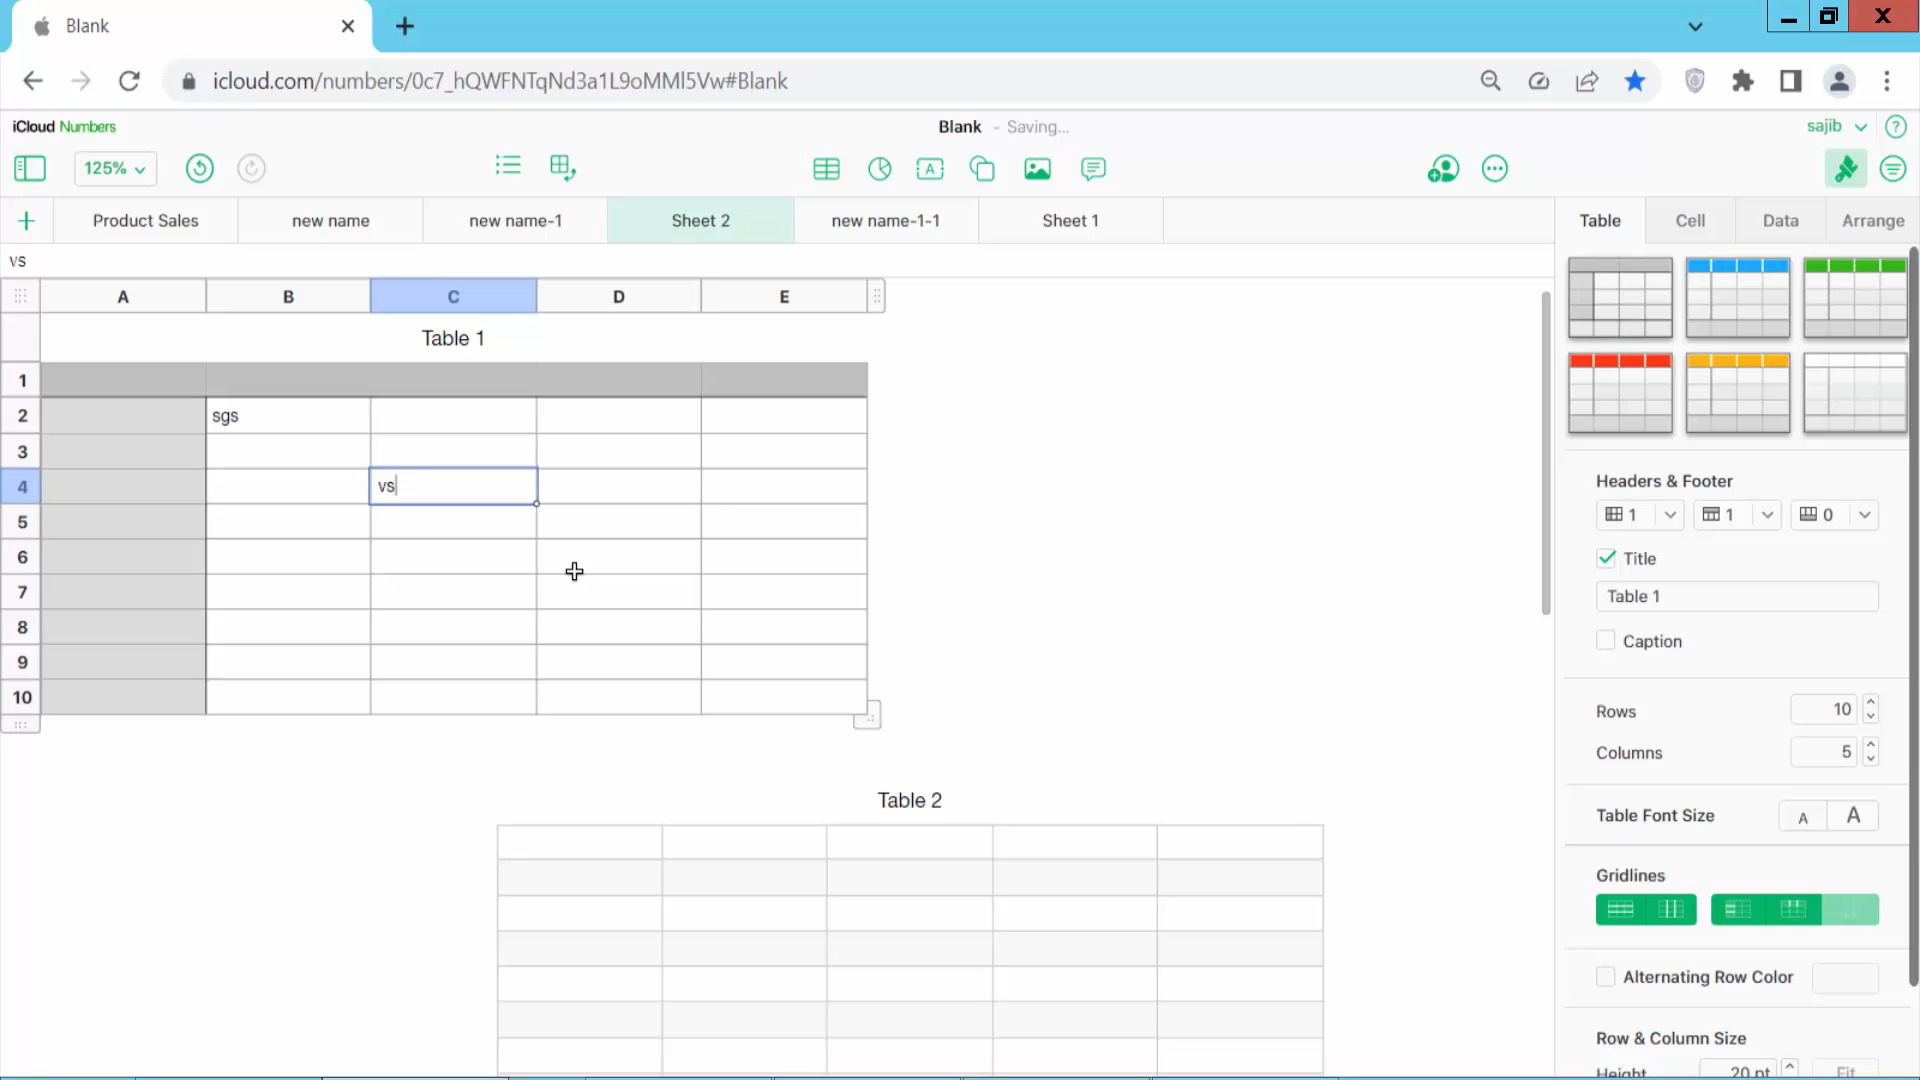 Blank
icloud.com/numbers/0c7_hQWFNTqNd3a1L9oMMl5Vw#Blank
iCloud Numbers
Blank - Saving...
sajib
?
125%
A
Product Sales
new name
new name-1
Sheet 2
new name-1-1
Sheet 1
Table
Cell
Data
Arrange
vs
A B C D E
Table 1
1
2 sgs
3
4 vs
5
6
7
8
9
10
Table 2
Headers & Footer
1 1 0
Title
Table 1
Caption
Rows 10
Columns 5
Table Font Size A A
Gridlines
Alternating Row Color
Row & Column Size
Height 20 pt Fit